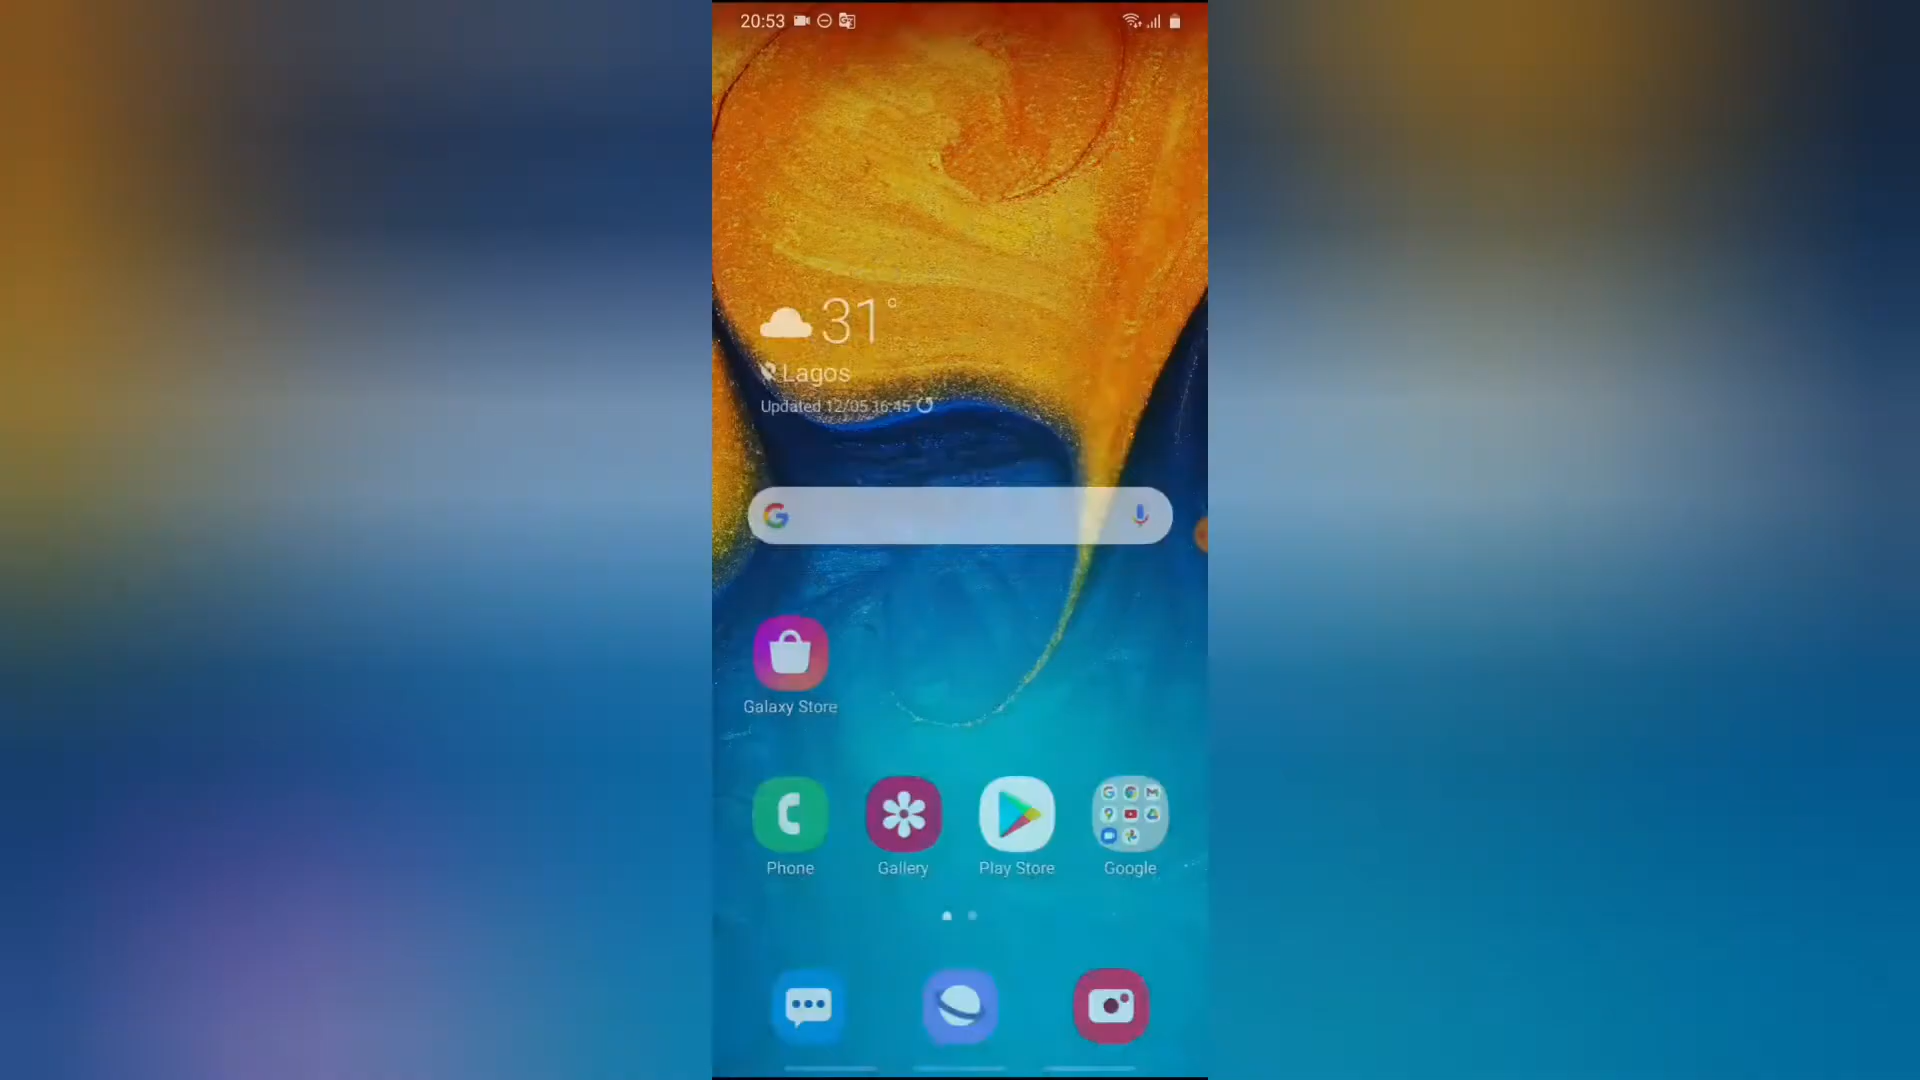 20:53
31°
Lagos
Updated 12/05 16:45
Galaxy Store
Phone
Gallery
Play Store
Google